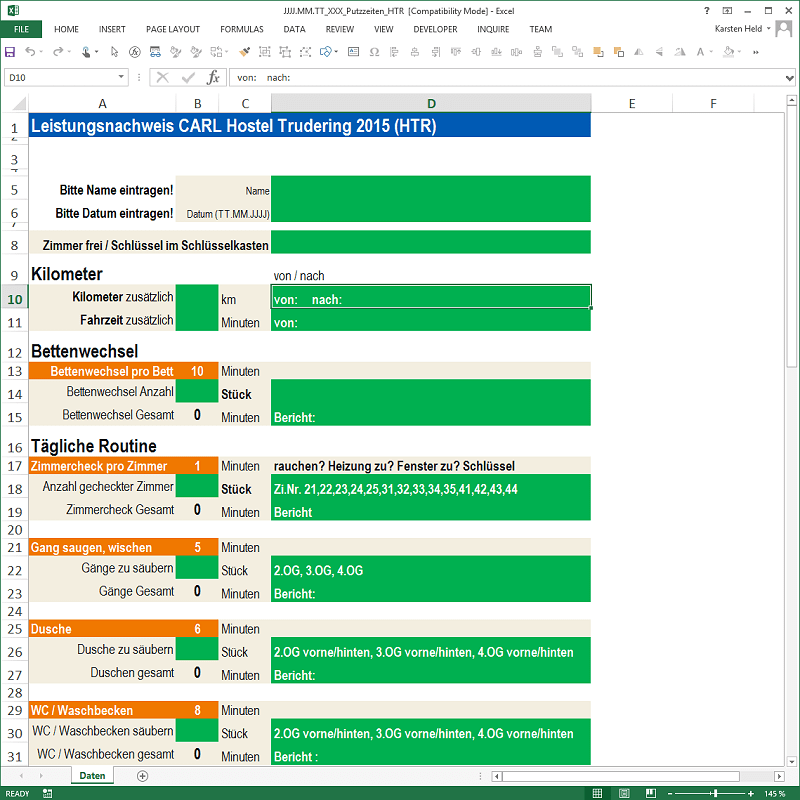 JJJJ.MM.TT_XXX_Putzzeiten_HTR [Compatibility Mode] - Excel
FILE HOME INSERT PAGE LAYOUT FORMULAS DATA REVIEW VIEW DEVELOPER INQUIRE TEAM Karsten Held
D10 fx von: nach:
A B C D E F
1 Leistungsnachweis CARL Hostel Trudering 2015 (HTR)
2
3
4
5 Bitte Name eintragen! Name
6 Bitte Datum eintragen! Datum (TT.MM.JJJJ)
7
8 Zimmer frei / Schlüssel im Schlüsselkasten
9 Kilometer von / nach
10 Kilometer zusätzlich km von: nach:
11 Fahrzeit zusätzlich Minuten von:
12 Bettenwechsel
13 Bettenwechsel pro Bett 10 Minuten
14 Bettenwechsel Anzahl Stück
15 Bettenwechsel Gesamt 0 Minuten Bericht:
16 Tägliche Routine
17 Zimmercheck pro Zimmer 1 Minuten rauchen? Heizung zu? Fenster zu? Schlüssel
18 Anzahl gecheckter Zimmer Stück Zi.Nr. 21,22,23,24,25,31,32,33,34,35,41,42,43,44
19 Zimmercheck Gesamt 0 Minuten Bericht
20
21 Gang saugen, wischen 5 Minuten
22 Gänge zu säubern Stück 2.OG, 3.OG, 4.OG
23 Gänge Gesamt 0 Minuten Bericht:
24
25 Dusche 6 Minuten
26 Dusche zu säubern Stück 2.OG vorne/hinten, 3.OG vorne/hinten, 4.OG vorne/hinten
27 Duschen gesamt 0 Minuten Bericht:
28
29 WC / Waschbecken 8 Minuten
30 WC / Waschbecken säubern Stück 2.OG vorne/hinten, 3.OG vorne/hinten, 4.OG vorne/hinten
31 WC / Waschbecken gesamt 0 Minuten Bericht :
Daten
READY 145 %